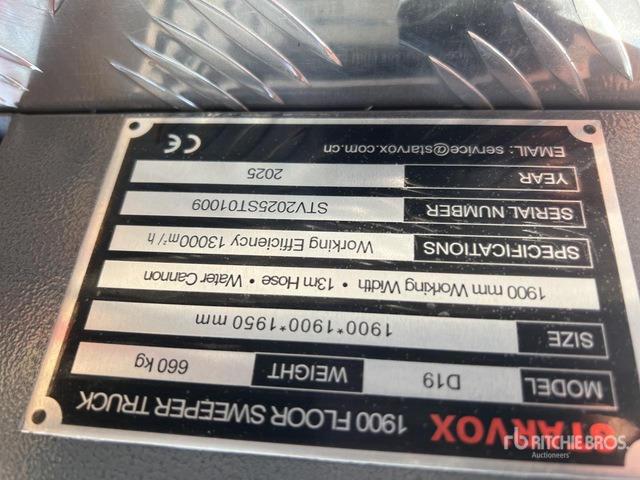 STARVOX 1900 FLOOR SWEEPER TRUCK
MODEL D19 WEIGHT 660 kg
SIZE 1900*1900*1950 mm
1900 mm Working Width • 13m Hose • Water Cannon
SPECIFICATIONS Working Efficiency 13000m²/h
SERIAL NUMBER STV2025ST01009
YEAR 2025
EMAIL: service@starvox.com.cn CE
rb RITCHIE BROS.
Auctioneers